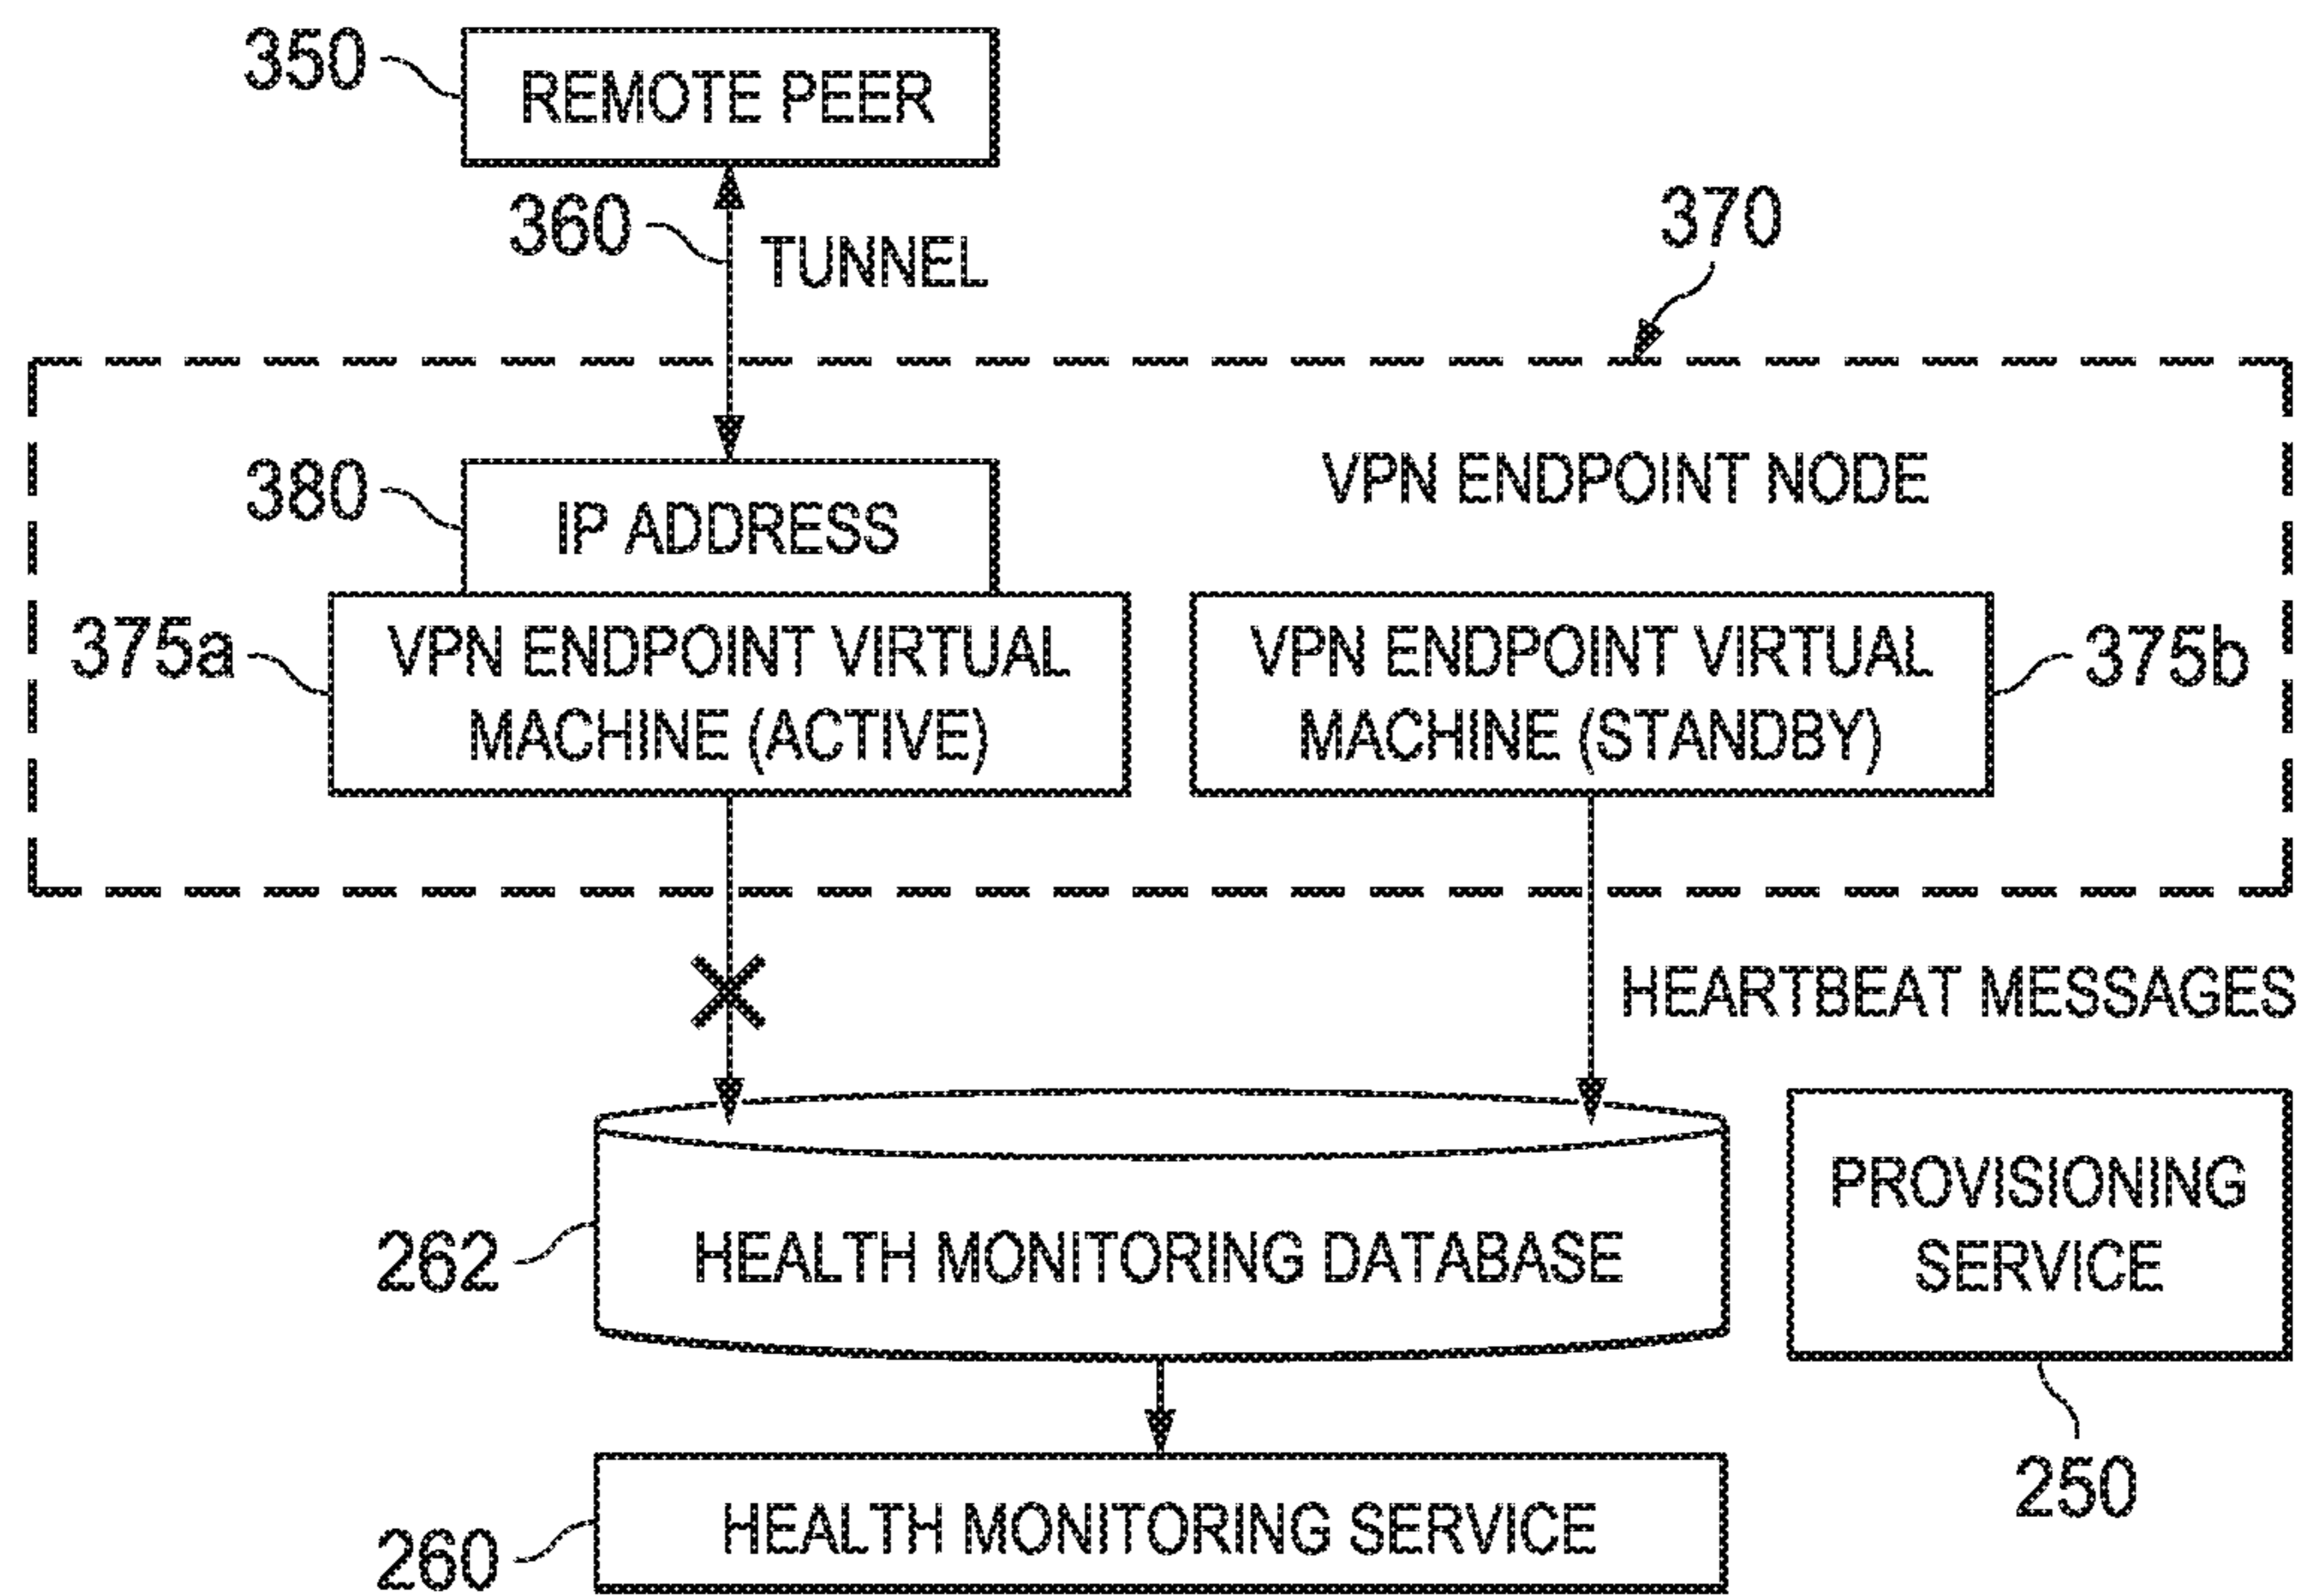 350
REMOTE PEER
360
TUNNEL
370
380
IP ADDRESS
VPN ENDPOINT NODE
375a
VPN ENDPOINT VIRTUAL
MACHINE (ACTIVE)
VPN ENDPOINT VIRTUAL
MACHINE (STANDBY)
375b
HEARTBEAT MESSAGES
262
HEALTH MONITORING DATABASE
PROVISIONING
SERVICE
250
260
HEALTH MONITORING SERVICE